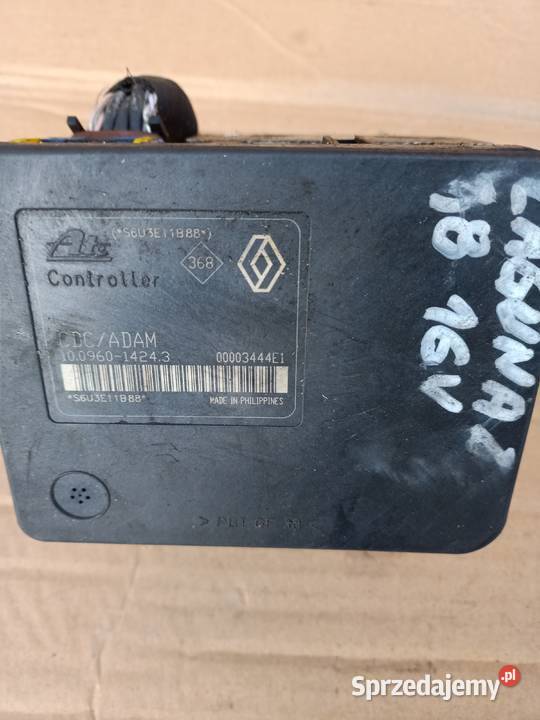 (*S6U3E11B88*)
Ate
368
Controller
CDC/ADAM
10.0960-1424.3
00003444E1
*S6U3E11B88*
MADE IN PHILIPPINES
LAGUNA
1.8 16V
Sprzedajemy.pl